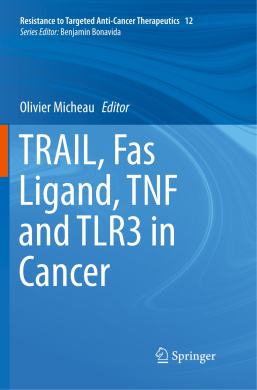 Resistance to Targeted Anti-Cancer Therapeutics 12
Series Editor: Benjamin Bonavida
Olivier Micheau Editor
TRAIL, Fas
Ligand, TNF
and TLR3 in
Cancer
Springer